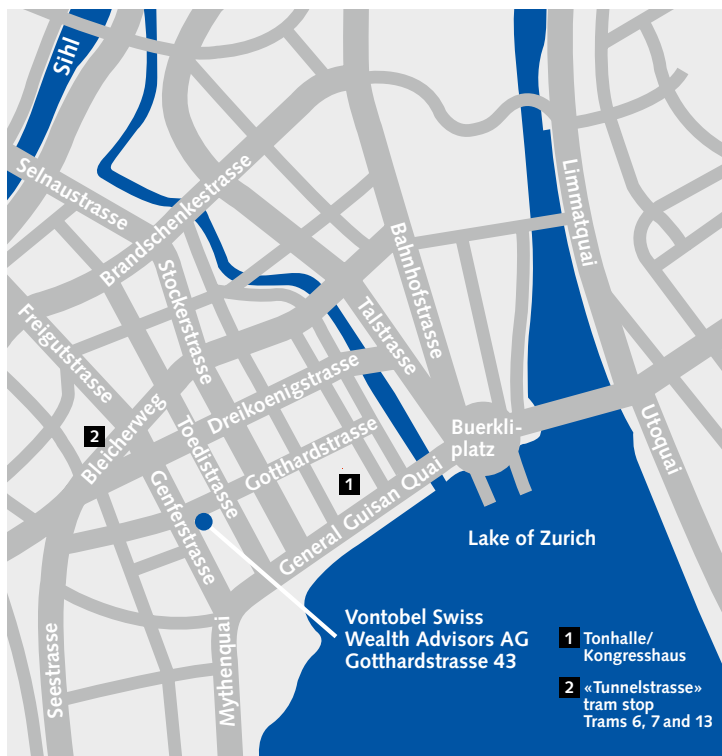 Sihl
Selnaustrasse
Brandschenkestrasse
Limmatquai
Stockerstrasse
Bahnhofstrasse
Talstrasse
Freigutstrasse
Dreikoenigstrasse
Bleicherweg
2
Toedistrasse
Gotthardstrasse
Buerkli-
platz
Utoquai
1
General Guisan Quai
Genferstrasse
Lake of Zurich
Seestrasse
Mythenquai
Vontobel Swiss
Wealth Advisors AG
Gotthardstrasse 43
1 Tonhalle/
Kongresshaus
2 «Tunnelstrasse»
tram stop
Trams 6, 7 and 13